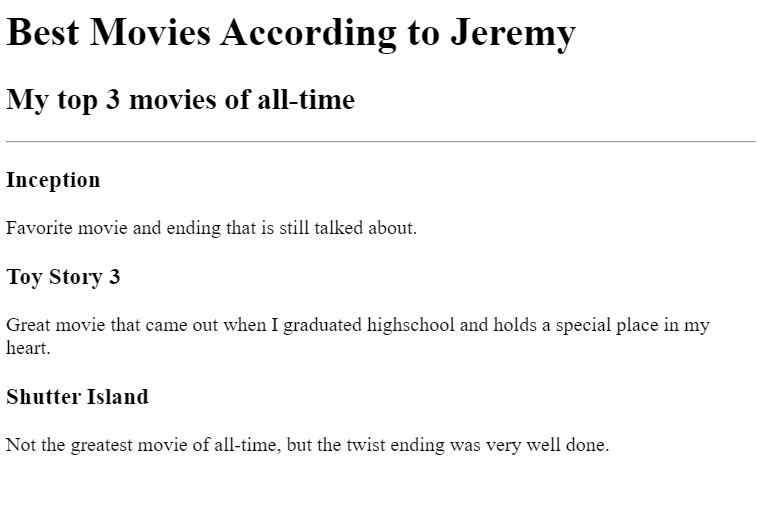 Best Movies According to Jeremy
My top 3 movies of all-time
Inception
Favorite movie and ending that is still talked about.
Toy Story 3
Great movie that came out when I graduated highschool and holds a special place in my
heart.
Shutter Island
Not the greatest movie of all-time, but the twist ending was very well done.